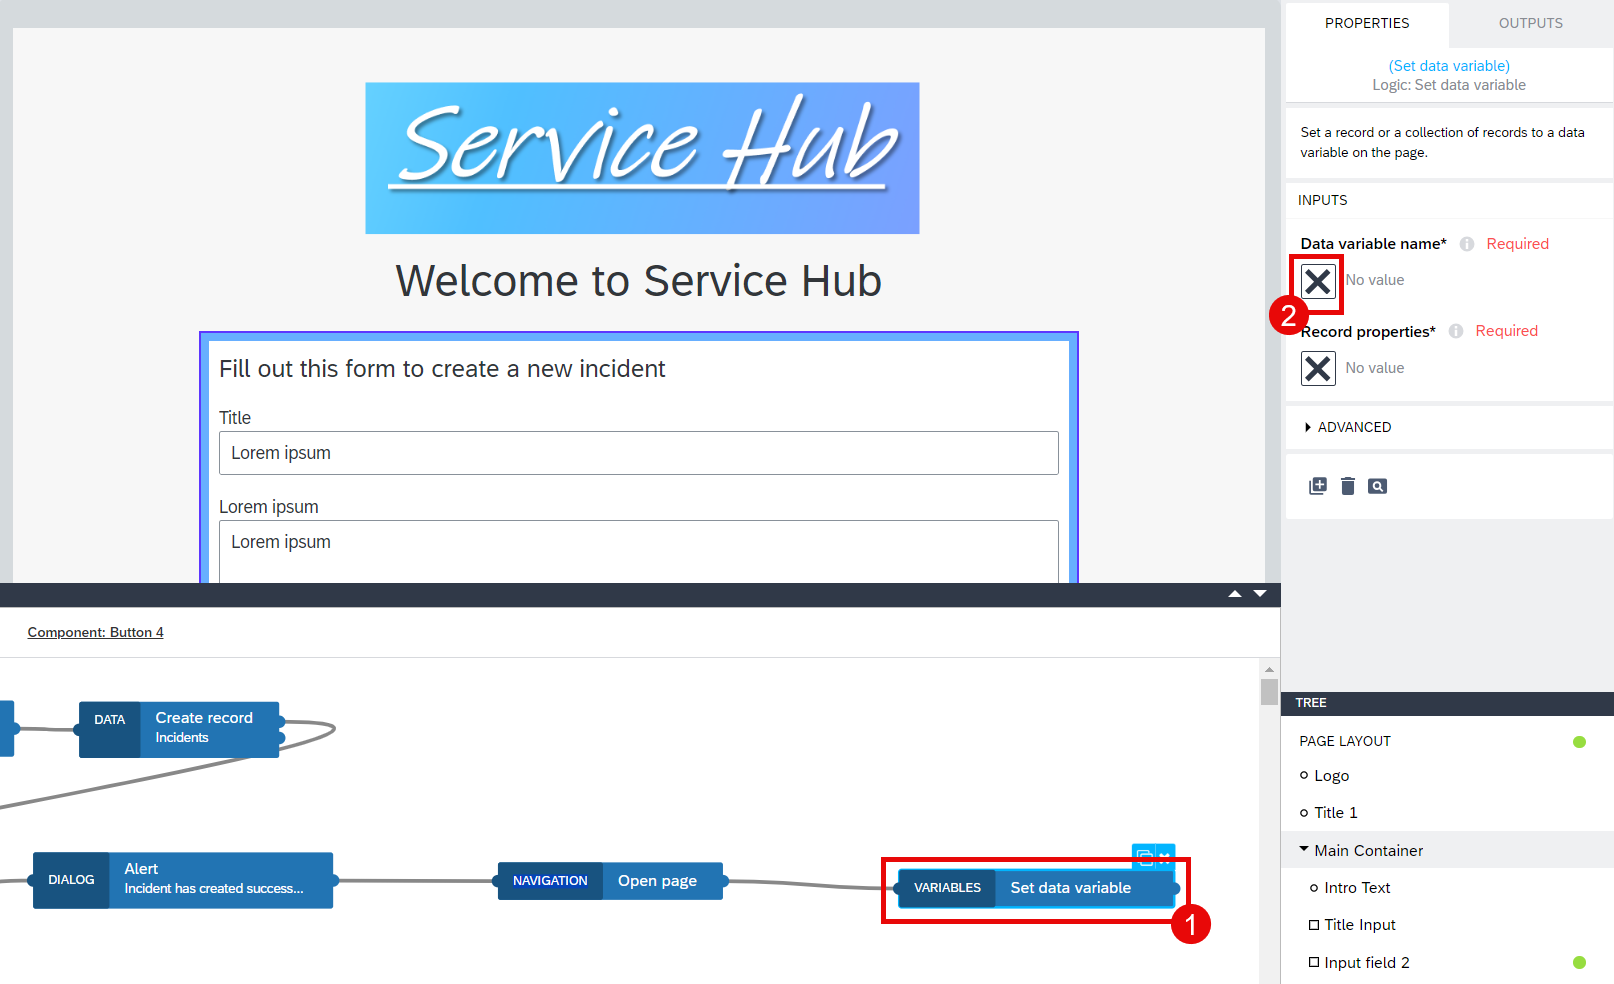 Service Hub
Welcome to Service Hub
Fill out this form to create a new incident
Title
Lorem ipsum
Lorem ipsum
Lorem ipsum
Component: Button 4
DATA
Create record
Incidents
DIALOG
Alert
Incident has created success...
NAVIGATION
Open page
VARIABLES
Set data variable
1
PROPERTIES
OUTPUTS
(Set data variable)
Logic: Set data variable
Set a record or a collection of records to a data
variable on the page.
INPUTS
Data variable name* Required
No value
2
Record properties* Required
No value
ADVANCED
TREE
PAGE LAYOUT
Logo
Title 1
Main Container
Intro Text
Title Input
Input field 2